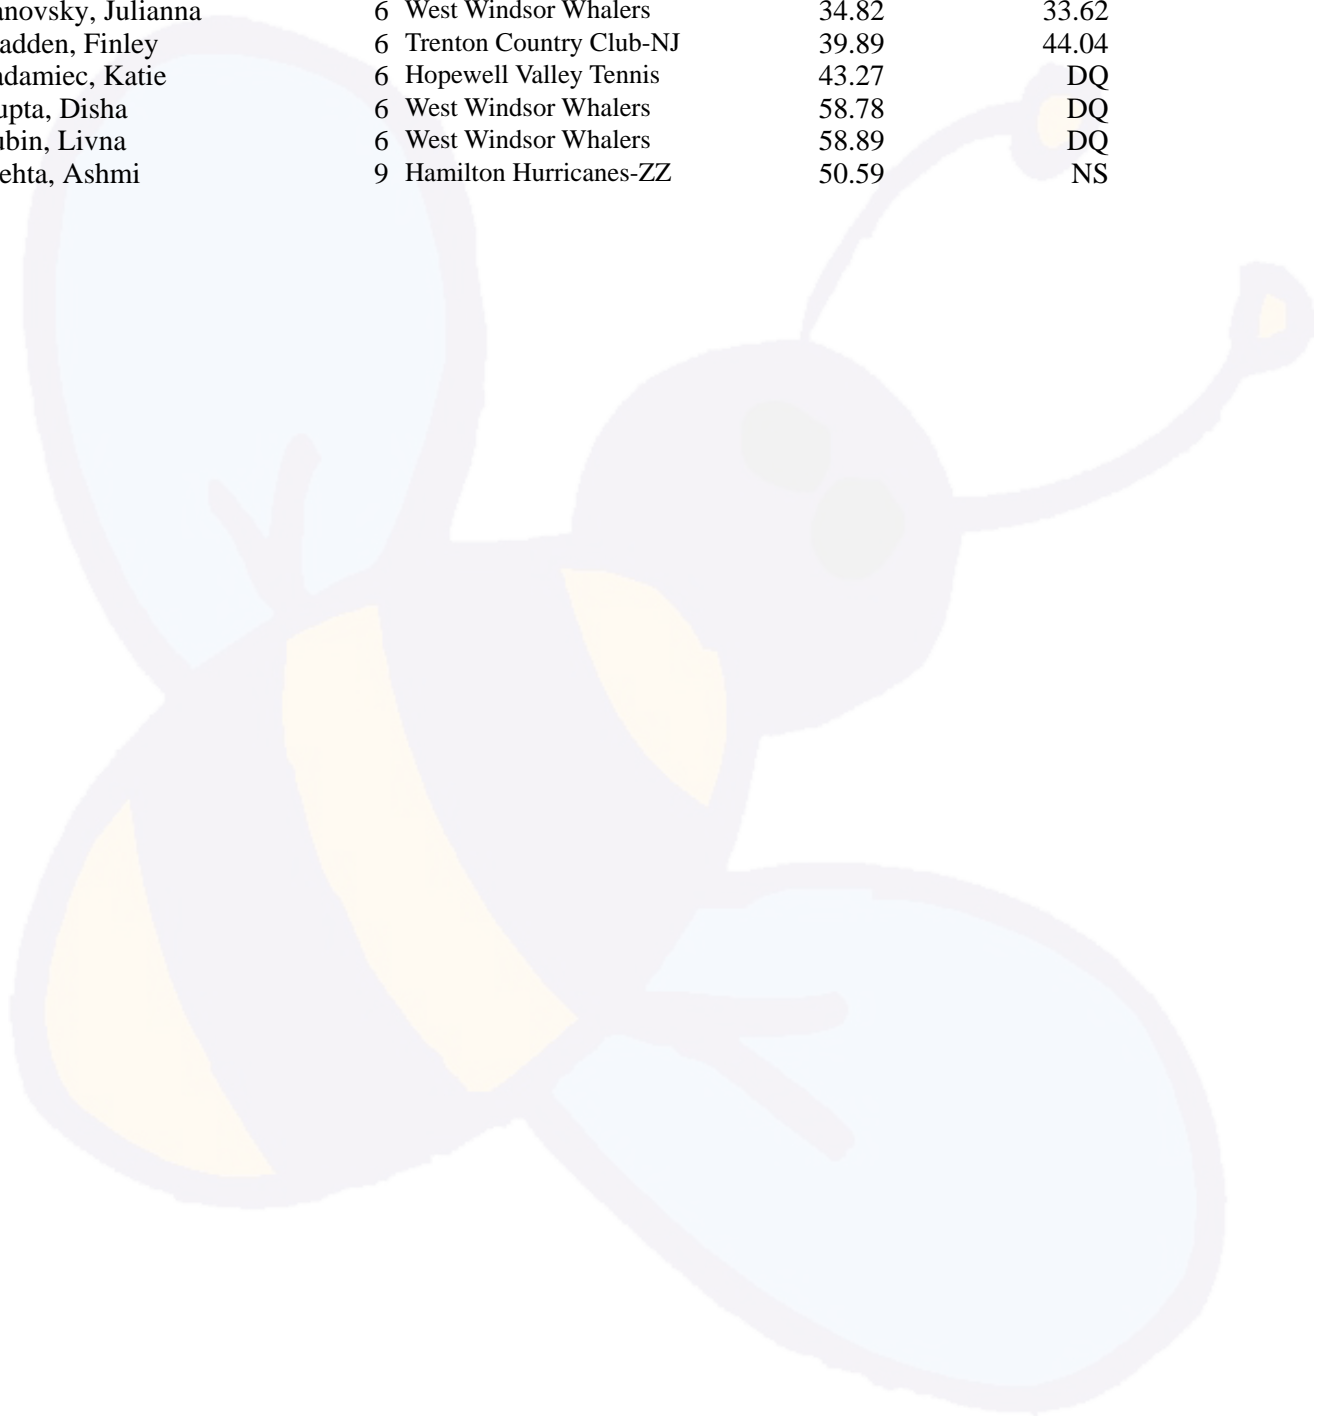 anovsky, Julianna 6 West Windsor Whalers 34.82 33.62
adden, Finley 6 Trenton Country Club-NJ 39.89 44.04
adamiec, Katie 6 Hopewell Valley Tennis 43.27 DQ
upta, Disha 6 West Windsor Whalers 58.78 DQ
ubin, Livna 6 West Windsor Whalers 58.89 DQ
ehta, Ashmi 9 Hamilton Hurricanes-ZZ 50.59 NS